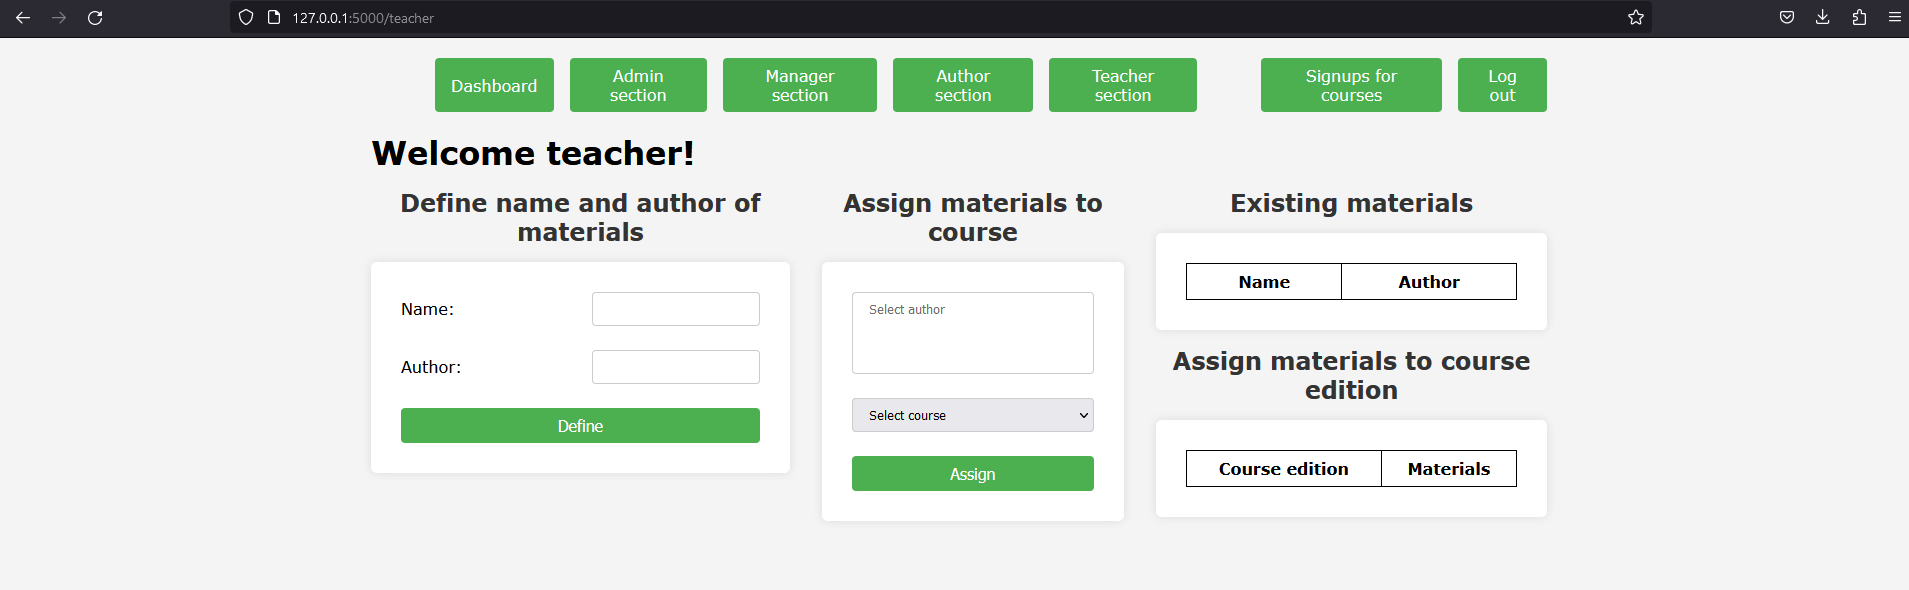 127.0.0.1:5000/teacher
Dashboard
Admin
section
Manager
section
Author
section
Teacher
section
Signups for
courses
Log
out
Welcome teacher!
Define name and author of
materials
Name:
Author:
Define
Assign materials to
course
Select author
Select course
Assign
Existing materials
Name Author
Assign materials to course
edition
Course edition Materials